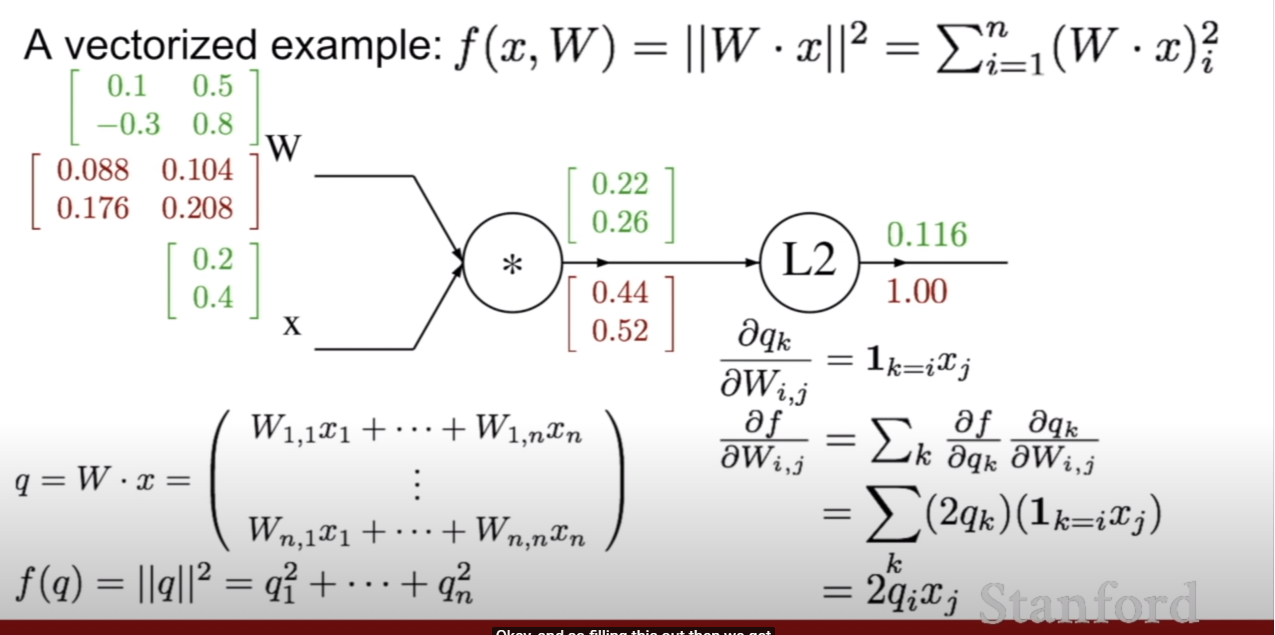 A vectorized example: f(x, W) = ||W · x||² = ∑ⁿᵢ₌₁(W · x)²ᵢ
[ 0.1 0.5
−0.3 0.8 ]
W
[ 0.088 0.104
0.176 0.208 ]
[ 0.2
0.4 ]
x
*
[ 0.22
0.26 ]
[ 0.44
0.52 ]
L2
0.116
1.00
∂qₖ / ∂Wᵢ,ⱼ = 𝟏ₖ₌ᵢxⱼ
∂f / ∂Wᵢ,ⱼ = ∑ₖ ∂f/∂qₖ ∂qₖ/∂Wᵢ,ⱼ
= ∑ₖ(2qₖ)(𝟏ₖ₌ᵢxⱼ)
= 2qᵢxⱼ
q = W · x = ( W₁,₁x₁ + ··· + W₁,ₙxₙ
⋮
Wₙ,₁x₁ + ··· + Wₙ,ₙxₙ )
f(q) = ||q||² = q₁² + ··· + qₙ²
Stanford